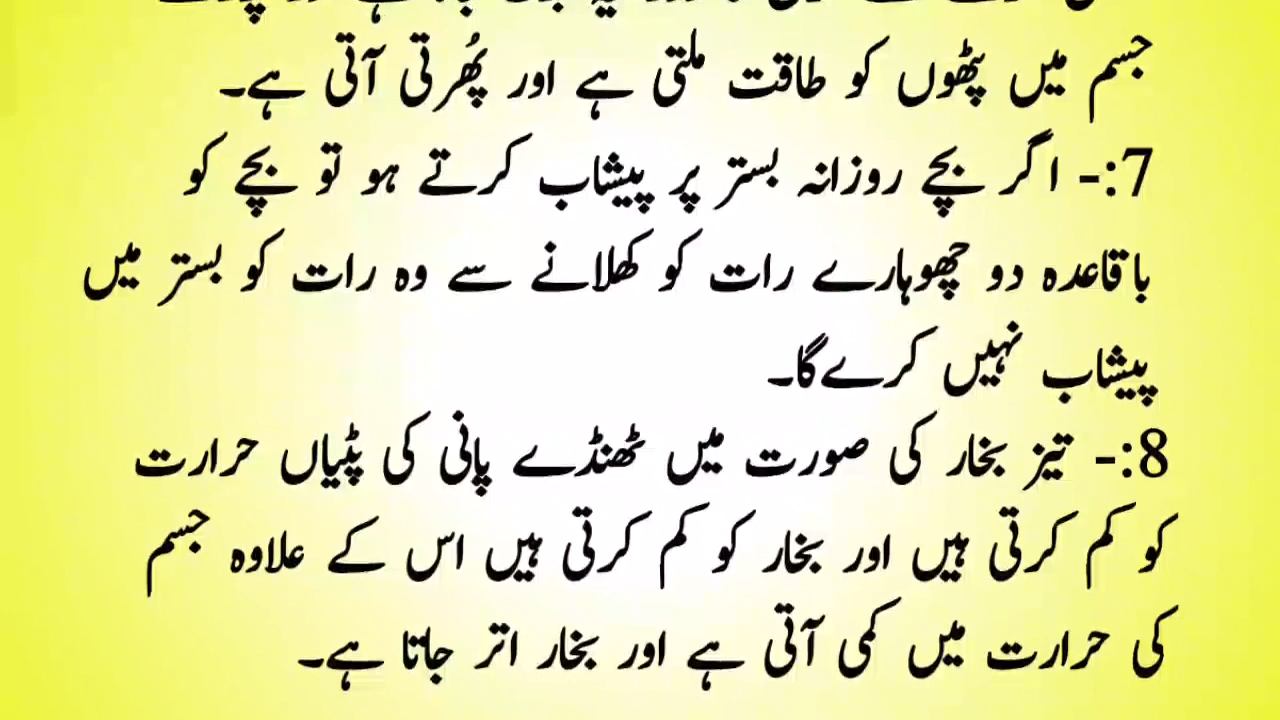 جسم میں پٹھوں کو طاقت ملتی ہے اور پُھرتی آتی ہے۔
7:- اگر بچے روزانہ بستر پر پیشاب کرتے ہو تو بچے کو
باقاعدہ دو چھوہارے رات کو کھلانے سے وہ رات کو بستر میں
پیشاب نہیں کرےگا۔
8:- تیز بخار کی صورت میں ٹھنڈے پانی کی پٹیاں حرارت
کو کم کرتی ہیں اور بخار کو کم کرتی ہیں اس کے علاوہ جسم
کی حرارت میں کمی آتی ہے اور بخار اتر جاتا ہے۔